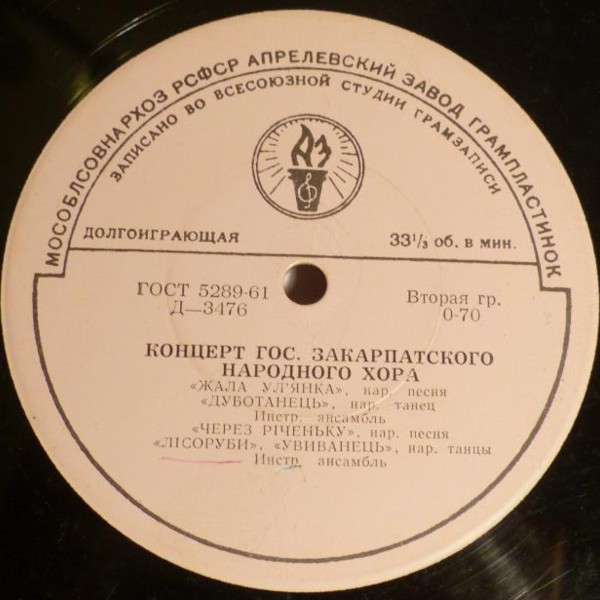 МОСОБЛСОВНАРХОЗ РСФСР АПРЕЛЕВСКИЙ ЗАВОД ГРАМПЛАСТИНОК
ЗАПИСАНО ВО ВСЕСОЮЗНОЙ СТУДИИ ГРАМЗАПИСИ
АЗ
ДОЛГОИГРАЮЩАЯ 33⅓ об. в мин.
ГОСТ 5289-61 Вторая гр.
Д—3476 0-70
КОНЦЕРТ ГОС. ЗАКАРПАТСКОГО
НАРОДНОГО ХОРА
«ЖАЛА УЛ'ЯНКА», нар. песня
«ДУБОТАНЕЦЬ», нар. танец
Инстр. ансамбль
«ЧЕРЕЗ РІЧЕНЬКУ», нар. песня
«ЛІСОРУБИ», «УВИВАНЕЦЬ», нар. танцы
Инстр. ансамбль